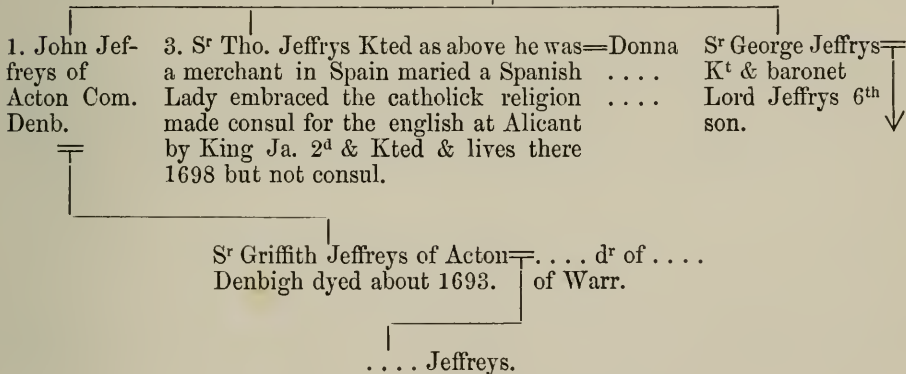 1. John Jef-
freys of
Acton Com.
Denb.
3. Sʳ Tho. Jeffrys Kted as above he was=Donna
a merchant in Spain maried a Spanish . . . .
Lady embraced the catholick religion . . . .
made consul for the english at Alicant
by King Ja. 2ᵈ & Kted & lives there
1698 but not consul.
Sʳ George Jeffrys=
Kᵗ & baronet
Lord Jeffrys 6ᵗʰ
son.
Sʳ Griffith Jeffreys of Acton=. . . . dʳ of . . . .
Denbigh dyed about 1693. of Warr.
. . . . Jeffreys.